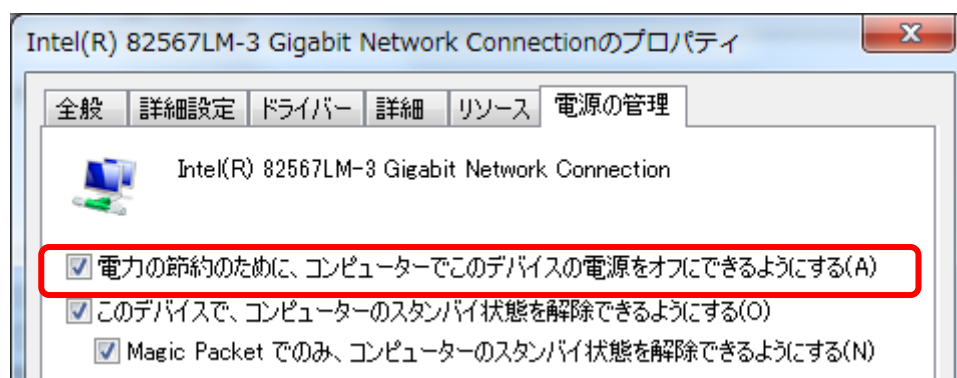 Intel(R) 82567LM-3 Gigabit Network Connectionのプロパティ
全般 詳細設定 ドライバー 詳細 リソース 電源の管理
Intel(R) 82567LM-3 Gigabit Network Connection
電力の節約のために、コンピューターでこのデバイスの電源をオフにできるようにする(A)
このデバイスで、コンピューターのスタンバイ状態を解除できるようにする(O)
Magic Packet でのみ、コンピューターのスタンバイ状態を解除できるようにする(N)